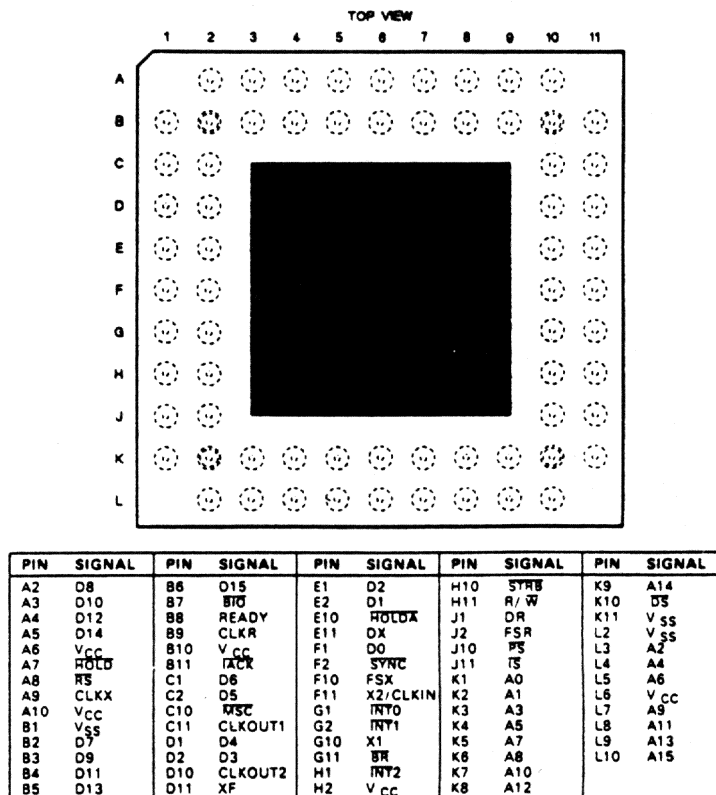 TOP VIEW
1 2 3 4 5 6 7 8 9 10 11
A
B
C
D
E
F
G
H
J
K
L
PIN SIGNAL PIN SIGNAL PIN SIGNAL PIN SIGNAL PIN SIGNAL
A2 D8 B6 D15 E1 D2 H10 STRB K9 A14
A3 D10 B7 BIO E2 D1 H11 R/W K10 DS
A4 D12 B8 READY E10 HOLDA J1 DR K11 VSS
A5 D14 B9 CLKR E11 DX J2 FSR L2 VSS
A6 VCC B10 VCC F1 D0 J10 PS L3 A2
A7 HOLD B11 IACK F2 SYNC J11 IS L4 A4
A8 RS C1 D6 F10 FSX K1 A0 L5 A6
A9 CLKX C2 D5 F11 X2/CLKIN K2 A1 L6 VCC
A10 VCC C10 MSC G1 INT0 K3 A3 L7 A9
B1 VSS C11 CLKOUT1 G2 INT1 K4 A5 L8 A11
B2 D7 D1 D4 G10 X1 K5 A7 L9 A13
B3 D9 D2 D3 G11 BR K6 A8 L10 A15
B4 D11 D10 CLKOUT2 H1 INT2 K7 A10
B5 D13 D11 XF H2 VCC K8 A12